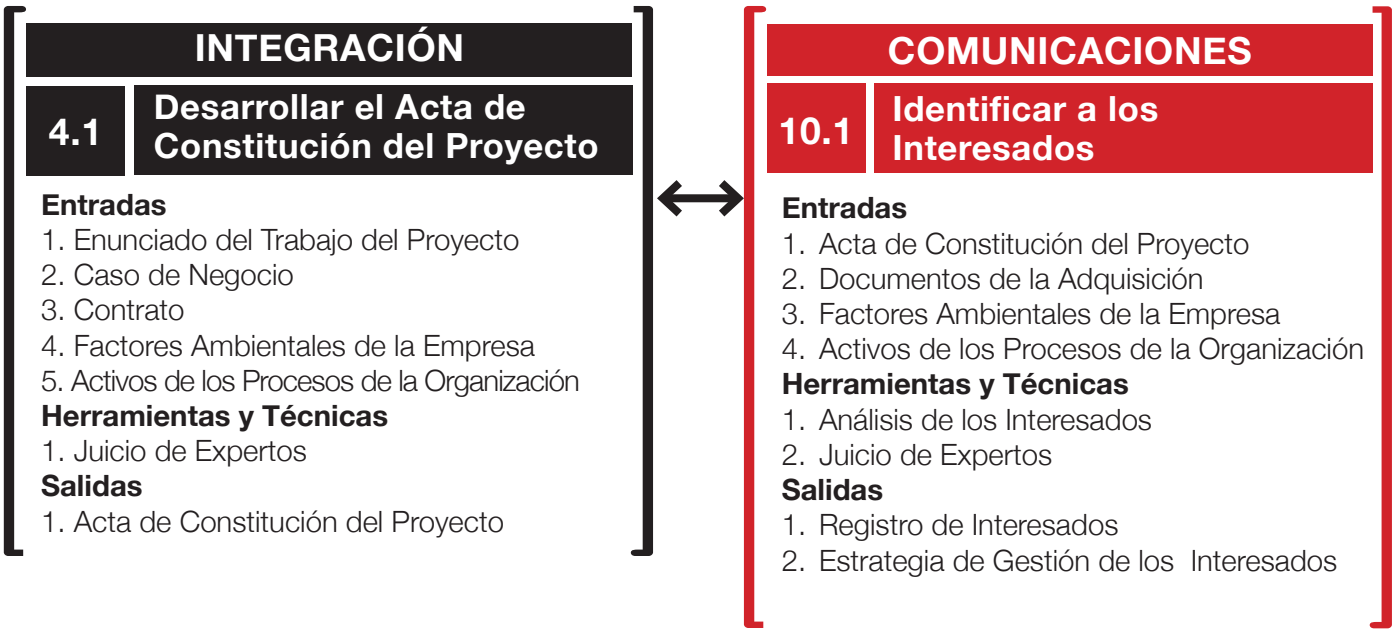 INTEGRACIÓN
4.1
Desarrollar el Acta de
Constitución del Proyecto
Entradas
1. Enunciado del Trabajo del Proyecto
2. Caso de Negocio
3. Contrato
4. Factores Ambientales de la Empresa
5. Activos de los Procesos de la Organización
Herramientas y Técnicas
1. Juicio de Expertos
Salidas
1. Acta de Constitución del Proyecto
COMUNICACIONES
10.1
Identificar a los
Interesados
Entradas
1. Acta de Constitución del Proyecto
2. Documentos de la Adquisición
3. Factores Ambientales de la Empresa
4. Activos de los Procesos de la Organización
Herramientas y Técnicas
1. Análisis de los Interesados
2. Juicio de Expertos
Salidas
1. Registro de Interesados
2. Estrategia de Gestión de los Interesados